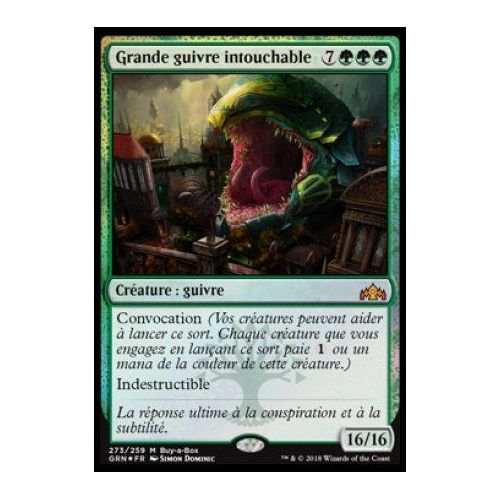 Grande guivre intouchable 7
Créature : guivre
Convocation (Vos créatures peuvent aider
à lancer ce sort. Chaque créature que vous
engagez en lançant ce sort paie 1 ou un
mana de la couleur de cette créature.)
Indestructible
La réponse ultime à la conspiration et à la
subtilité.
16/16
273/259 M Buy-a-Box
GRN★FR Simon Dominic
™ & © 2018 Wizards of the Coast